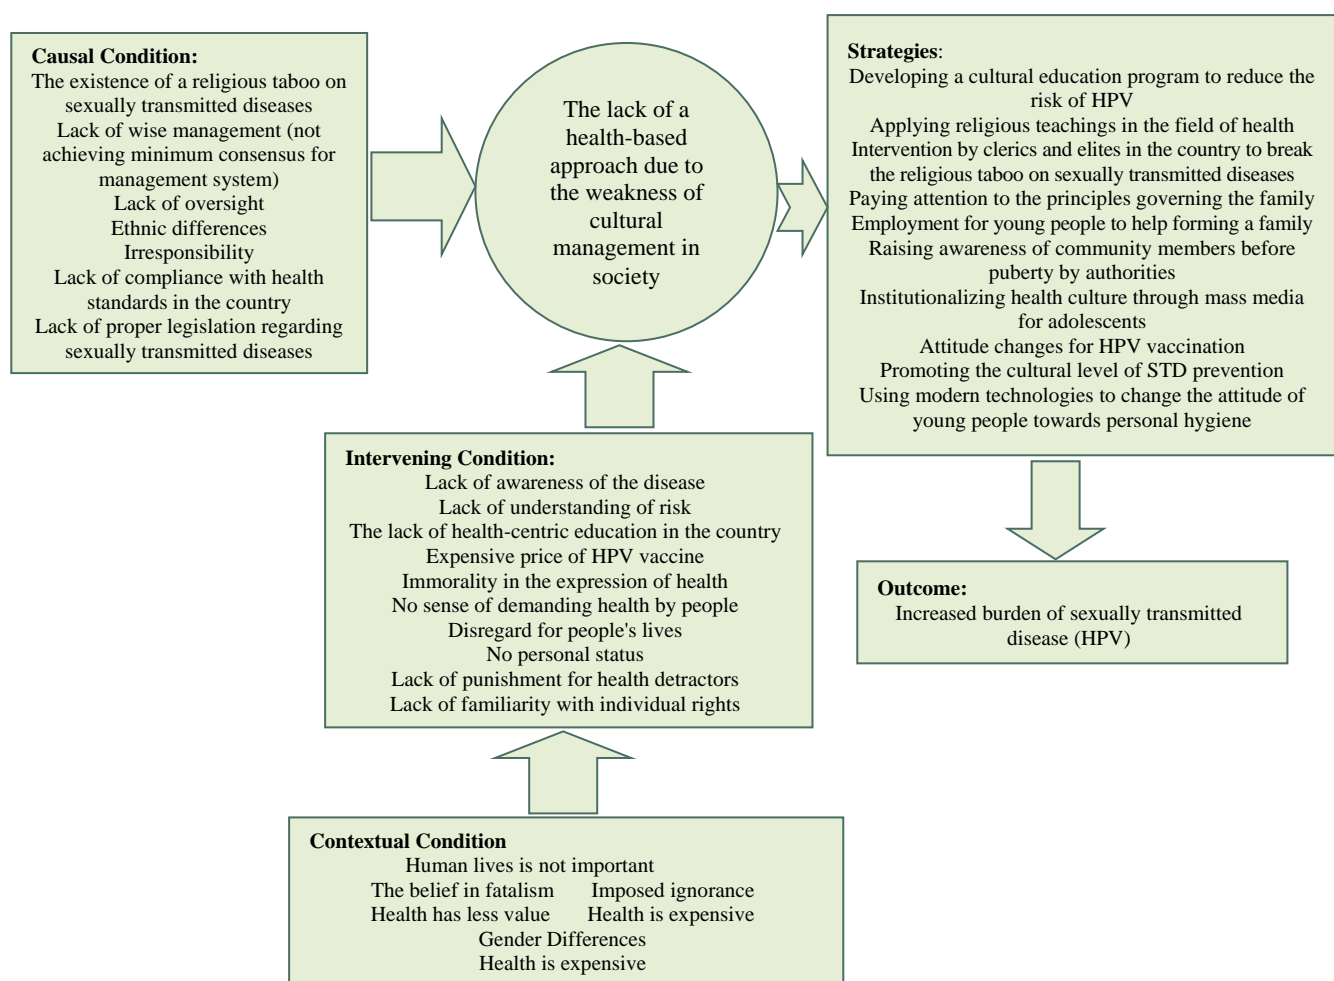 Causal Condition:
The existence of a religious taboo on
sexually transmitted diseases
Lack of wise management (not
achieving minimum consensus for
management system)
Lack of oversight
Ethnic differences
Irresponsibility
Lack of compliance with health
standards in the country
Lack of proper legislation regarding
sexually transmitted diseases
The lack of a
health-based
approach due to
the weakness of
cultural
management in
society
Strategies:
Developing a cultural education program to reduce the
risk of HPV
Applying religious teachings in the field of health
Intervention by clerics and elites in the country to break
the religious taboo on sexually transmitted diseases
Paying attention to the principles governing the family
Employment for young people to help forming a family
Raising awareness of community members before
puberty by authorities
Institutionalizing health culture through mass media
for adolescents
Attitude changes for HPV vaccination
Promoting the cultural level of STD prevention
Using modern technologies to change the attitude of
young people towards personal hygiene
Intervening Condition:
Lack of awareness of the disease
Lack of understanding of risk
The lack of health-centric education in the country
Expensive price of HPV vaccine
Immorality in the expression of health
No sense of demanding health by people
Disregard for people's lives
No personal status
Lack of punishment for health detractors
Lack of familiarity with individual rights
Outcome:
Increased burden of sexually transmitted
disease (HPV)
Contextual Condition
Human lives is not important
The belief in fatalism Imposed ignorance
Health has less value Health is expensive
Gender Differences
Health is expensive